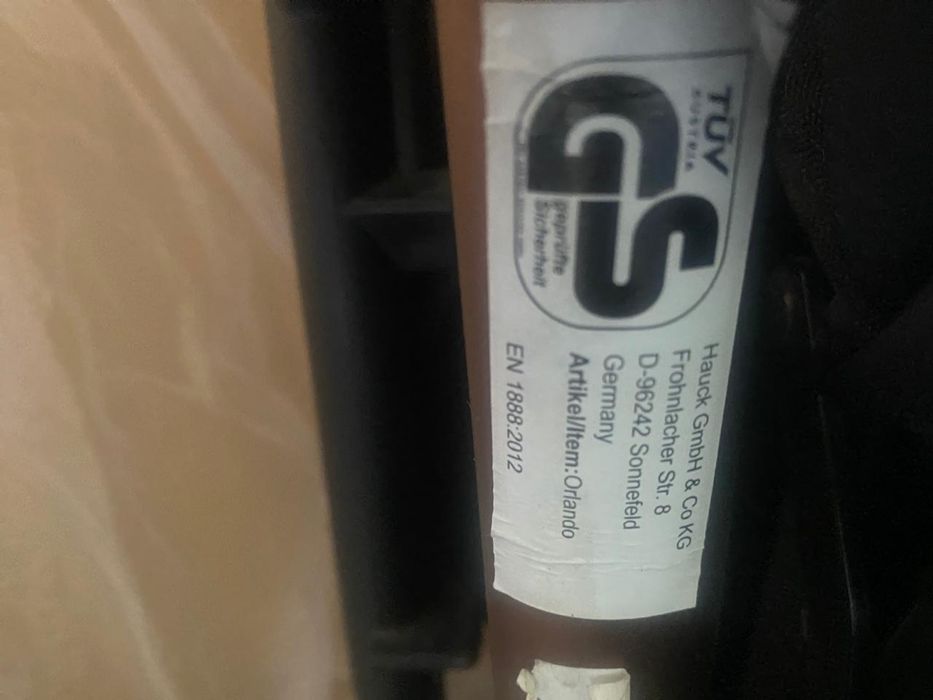 TÜV
AUSTRIA
GS
geprüfte
Sicherheit
Hauck GmbH & Co KG
Frohnlacher Str. 8
D-96242 Sonnefeld
Germany
Artikel/Item:Orlando
EN 1888:2012